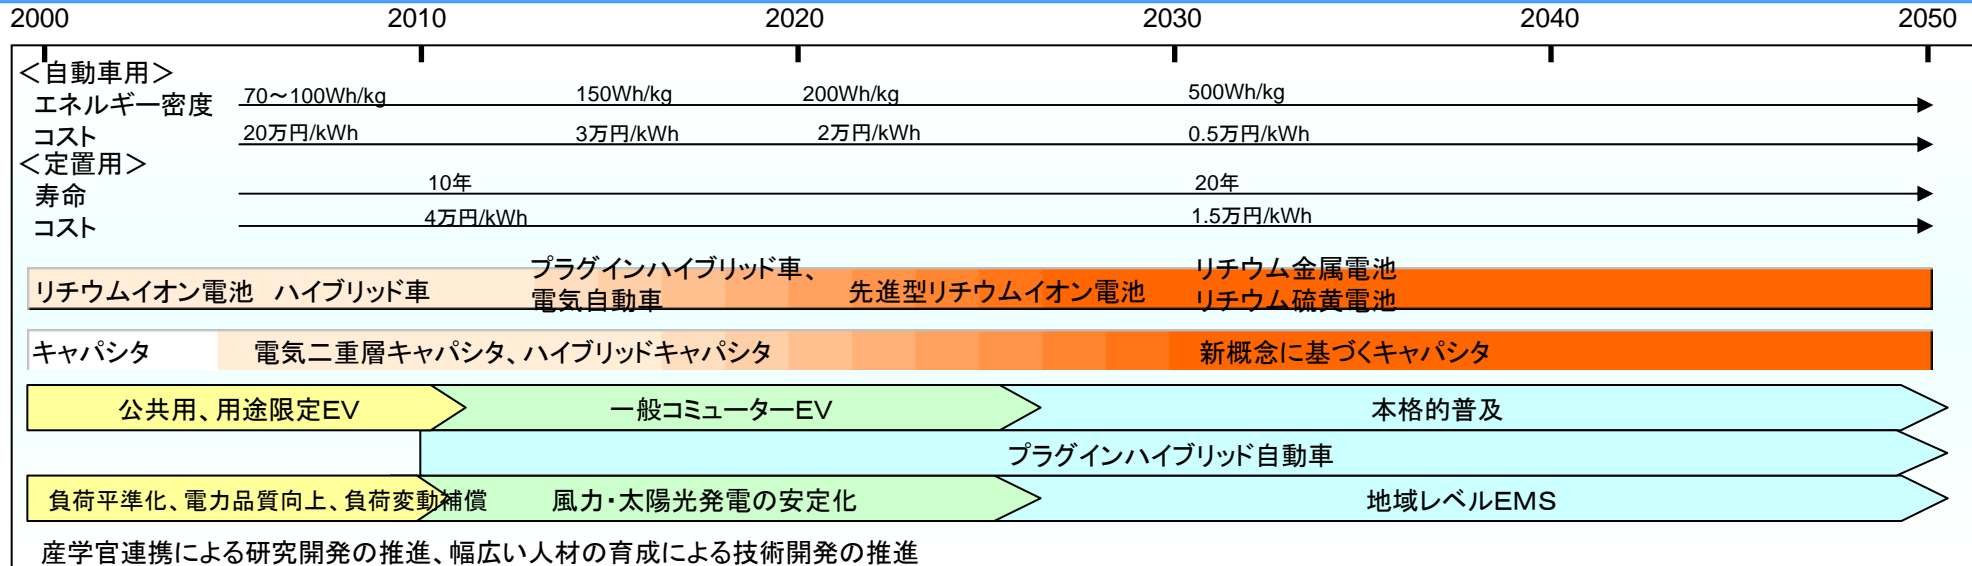 2000 2010 2020 2030 2040 2050
＜自動車用＞
エネルギー密度 70～100Wh/kg 150Wh/kg 200Wh/kg 500Wh/kg
コスト 20万円/kWh 3万円/kWh 2万円/kWh 0.5万円/kWh
＜定置用＞
寿命 10年 20年
コスト 4万円/kWh 1.5万円/kWh
リチウムイオン電池 ハイブリッド車
プラグインハイブリッド車、
電気自動車
先進型リチウムイオン電池
リチウム金属電池
リチウム硫黄電池
キャパシタ 電気二重層キャパシタ、ハイブリッドキャパシタ 新概念に基づくキャパシタ
公共用、用途限定EV 一般コミューターEV 本格的普及
プラグインハイブリッド自動車
負荷平準化、電力品質向上、負荷変動補償 風力・太陽光発電の安定化 地域レベルEMS
産学官連携による研究開発の推進、幅広い人材の育成による技術開発の推進